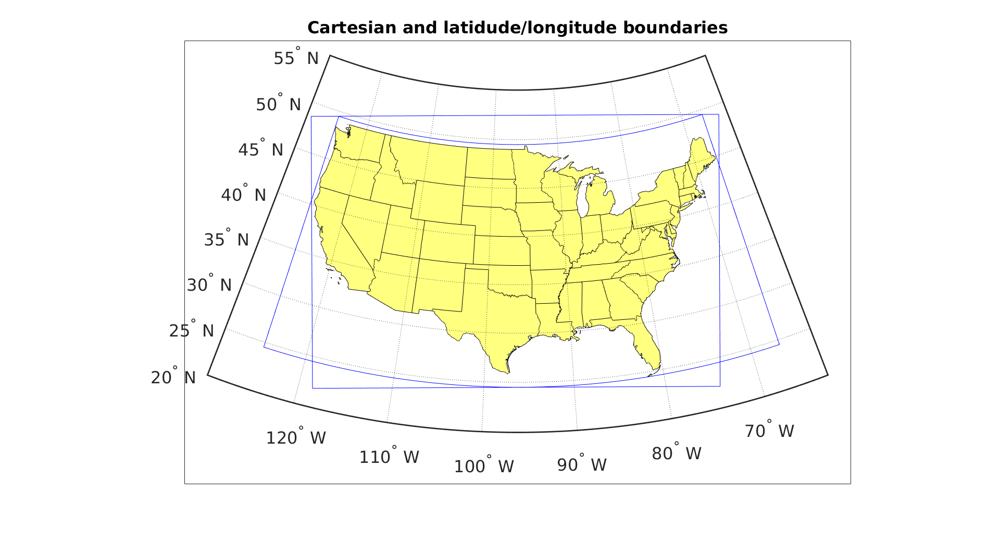 Cartesian and latidude/longitude boundaries
55° N
50° N
45° N
40° N
35° N
30° N
25° N
20° N
120° W
110° W
100° W
90° W
80° W
70° W